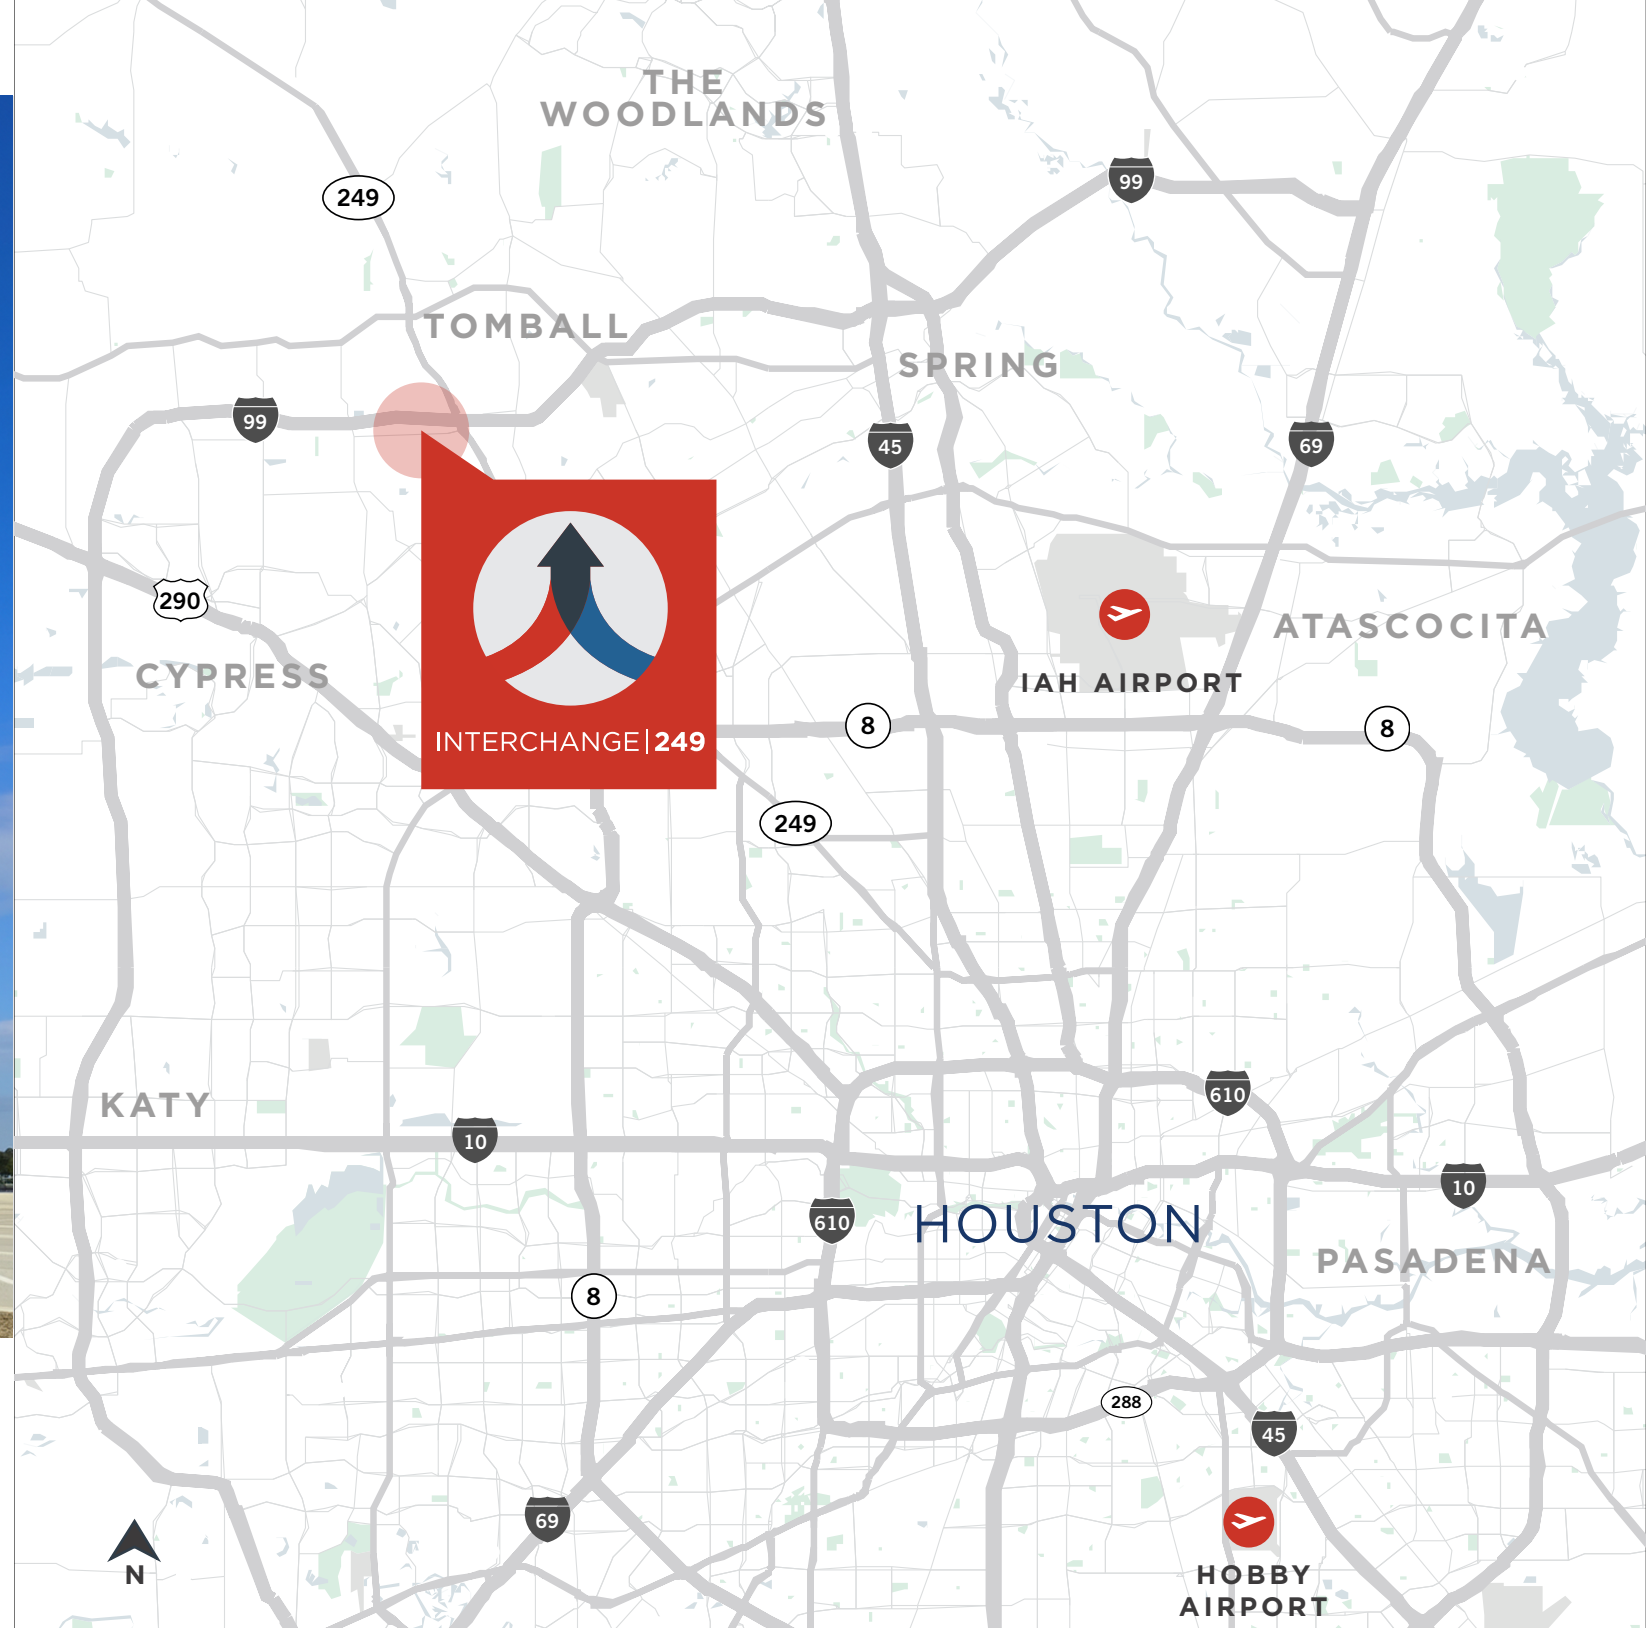 THE
WOODLANDS
99
249
TOMBALL
SPRING
99
45
69
290
ATASCOCITA
CYPRESS
IAH AIRPORT
INTERCHANGE|249
8
8
249
610
KATY
10
10
610
HOUSTON
PASADENA
8
288
45
69
N
HOBBY
AIRPORT